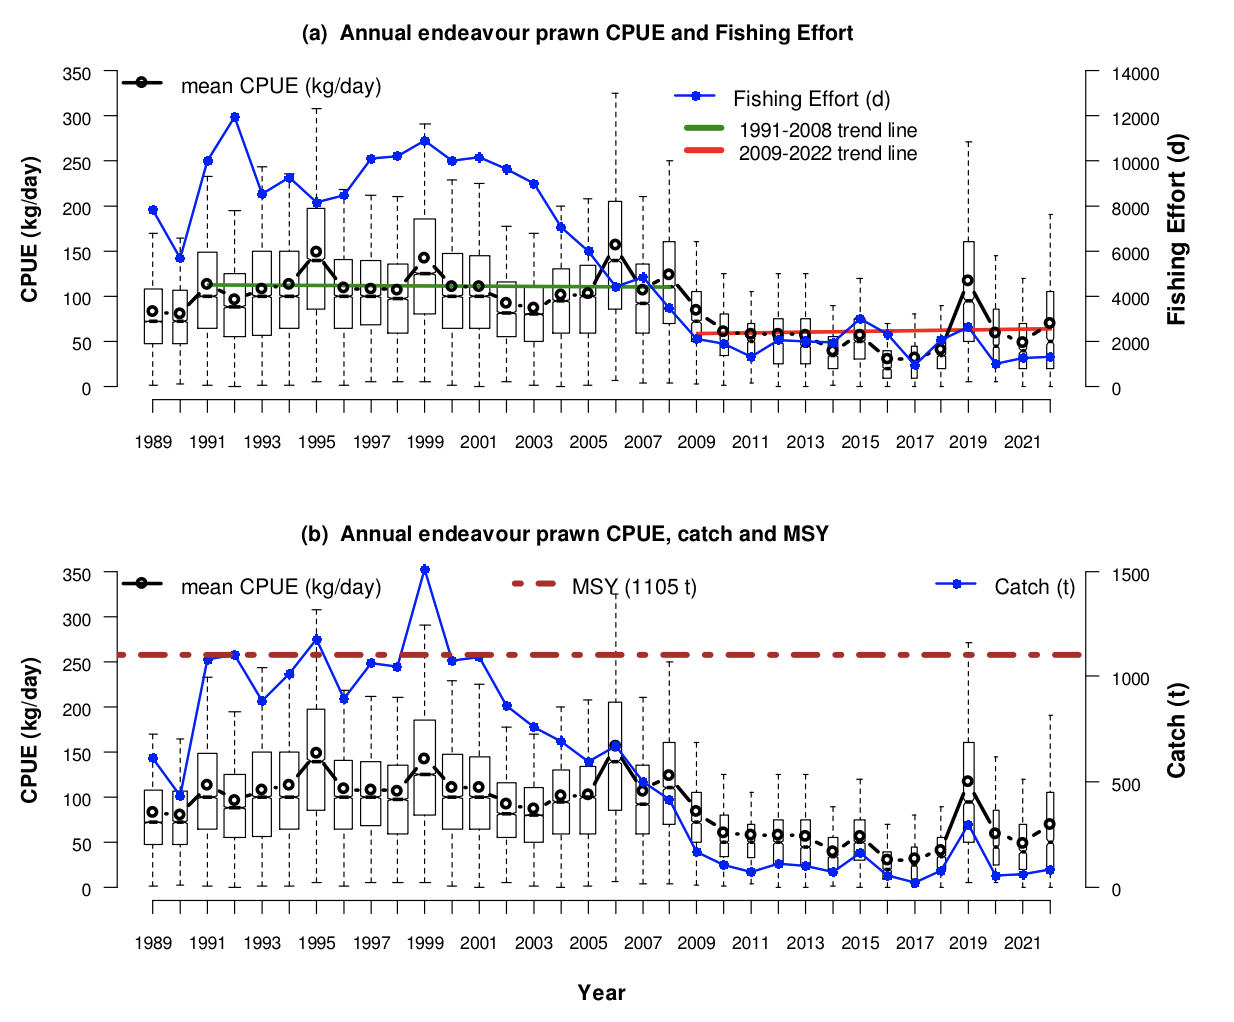 (a) Annual endeavour prawn CPUE and Fishing Effort
mean CPUE (kg/day)
Fishing Effort (d)
1991-2008 trend line
2009-2022 trend line
CPUE (kg/day)
350
300
250
200
150
100
50
0
14000
12000
10000
8000
6000
4000
2000
0
Fishing Effort (d)
1989 1991 1993 1995 1997 1999 2001 2003 2005 2007 2009 2011 2013 2015 2017 2019 2021
(b) Annual endeavour prawn CPUE, catch and MSY
mean CPUE (kg/day)
MSY (1105 t)
Catch (t)
CPUE (kg/day)
350
300
250
200
150
100
50
0
1500
1000
500
0
Catch (t)
1989 1991 1993 1995 1997 1999 2001 2003 2005 2007 2009 2011 2013 2015 2017 2019 2021
Year